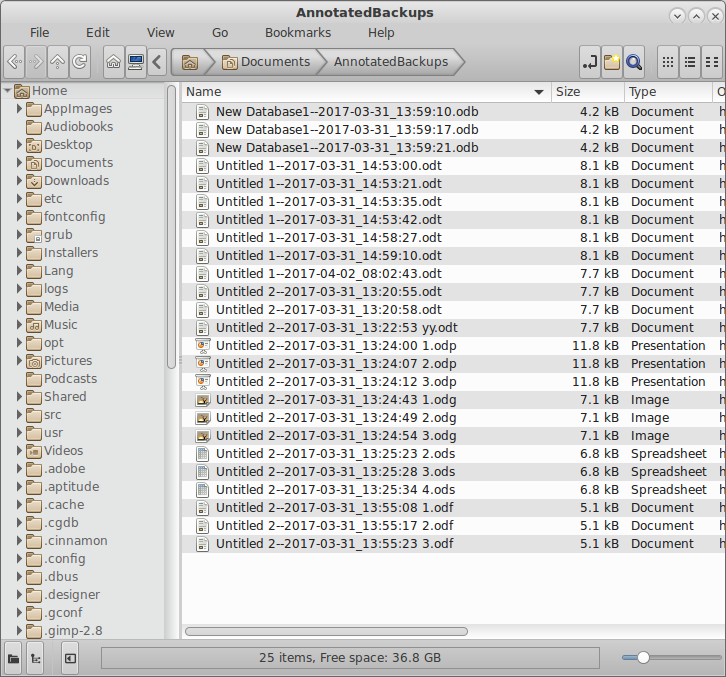 AnnotatedBackups
File Edit View Go Bookmarks Help
Documents AnnotatedBackups
Home
AppImages
Audiobooks
Desktop
Documents
Downloads
etc
fontconfig
grub
Installers
Lang
logs
Media
Music
opt
Pictures
Podcasts
Shared
src
usr
Videos
.adobe
.aptitude
.cache
.cgdb
.cinnamon
.config
.dbus
.designer
.gconf
.gimp-2.8
Name Size Type O
New Database1--2017-03-31_13:59:10.odb 4.2 kB Document h
New Database1--2017-03-31_13:59:17.odb 4.2 kB Document h
New Database1--2017-03-31_13:59:21.odb 4.2 kB Document h
Untitled 1--2017-03-31_14:53:00.odt 8.1 kB Document h
Untitled 1--2017-03-31_14:53:21.odt 8.1 kB Document h
Untitled 1--2017-03-31_14:53:35.odt 8.1 kB Document h
Untitled 1--2017-03-31_14:53:42.odt 8.1 kB Document h
Untitled 1--2017-03-31_14:58:27.odt 8.1 kB Document h
Untitled 1--2017-03-31_14:59:10.odt 8.1 kB Document h
Untitled 1--2017-04-02_08:02:43.odt 7.7 kB Document h
Untitled 2--2017-03-31_13:20:55.odt 7.7 kB Document h
Untitled 2--2017-03-31_13:20:58.odt 7.7 kB Document h
Untitled 2--2017-03-31_13:22:53 yy.odt 7.7 kB Document h
Untitled 2--2017-03-31_13:24:00 1.odp 11.8 kB Presentation h
Untitled 2--2017-03-31_13:24:07 2.odp 11.8 kB Presentation h
Untitled 2--2017-03-31_13:24:12 3.odp 11.8 kB Presentation h
Untitled 2--2017-03-31_13:24:43 1.odg 7.1 kB Image h
Untitled 2--2017-03-31_13:24:49 2.odg 7.1 kB Image h
Untitled 2--2017-03-31_13:24:54 3.odg 7.1 kB Image h
Untitled 2--2017-03-31_13:25:23 2.ods 6.8 kB Spreadsheet h
Untitled 2--2017-03-31_13:25:28 3.ods 6.8 kB Spreadsheet h
Untitled 2--2017-03-31_13:25:34 4.ods 6.8 kB Spreadsheet h
Untitled 2--2017-03-31_13:55:08 1.odf 5.1 kB Document h
Untitled 2--2017-03-31_13:55:17 2.odf 5.1 kB Document h
Untitled 2--2017-03-31_13:55:23 3.odf 5.1 kB Document h
25 items, Free space: 36.8 GB